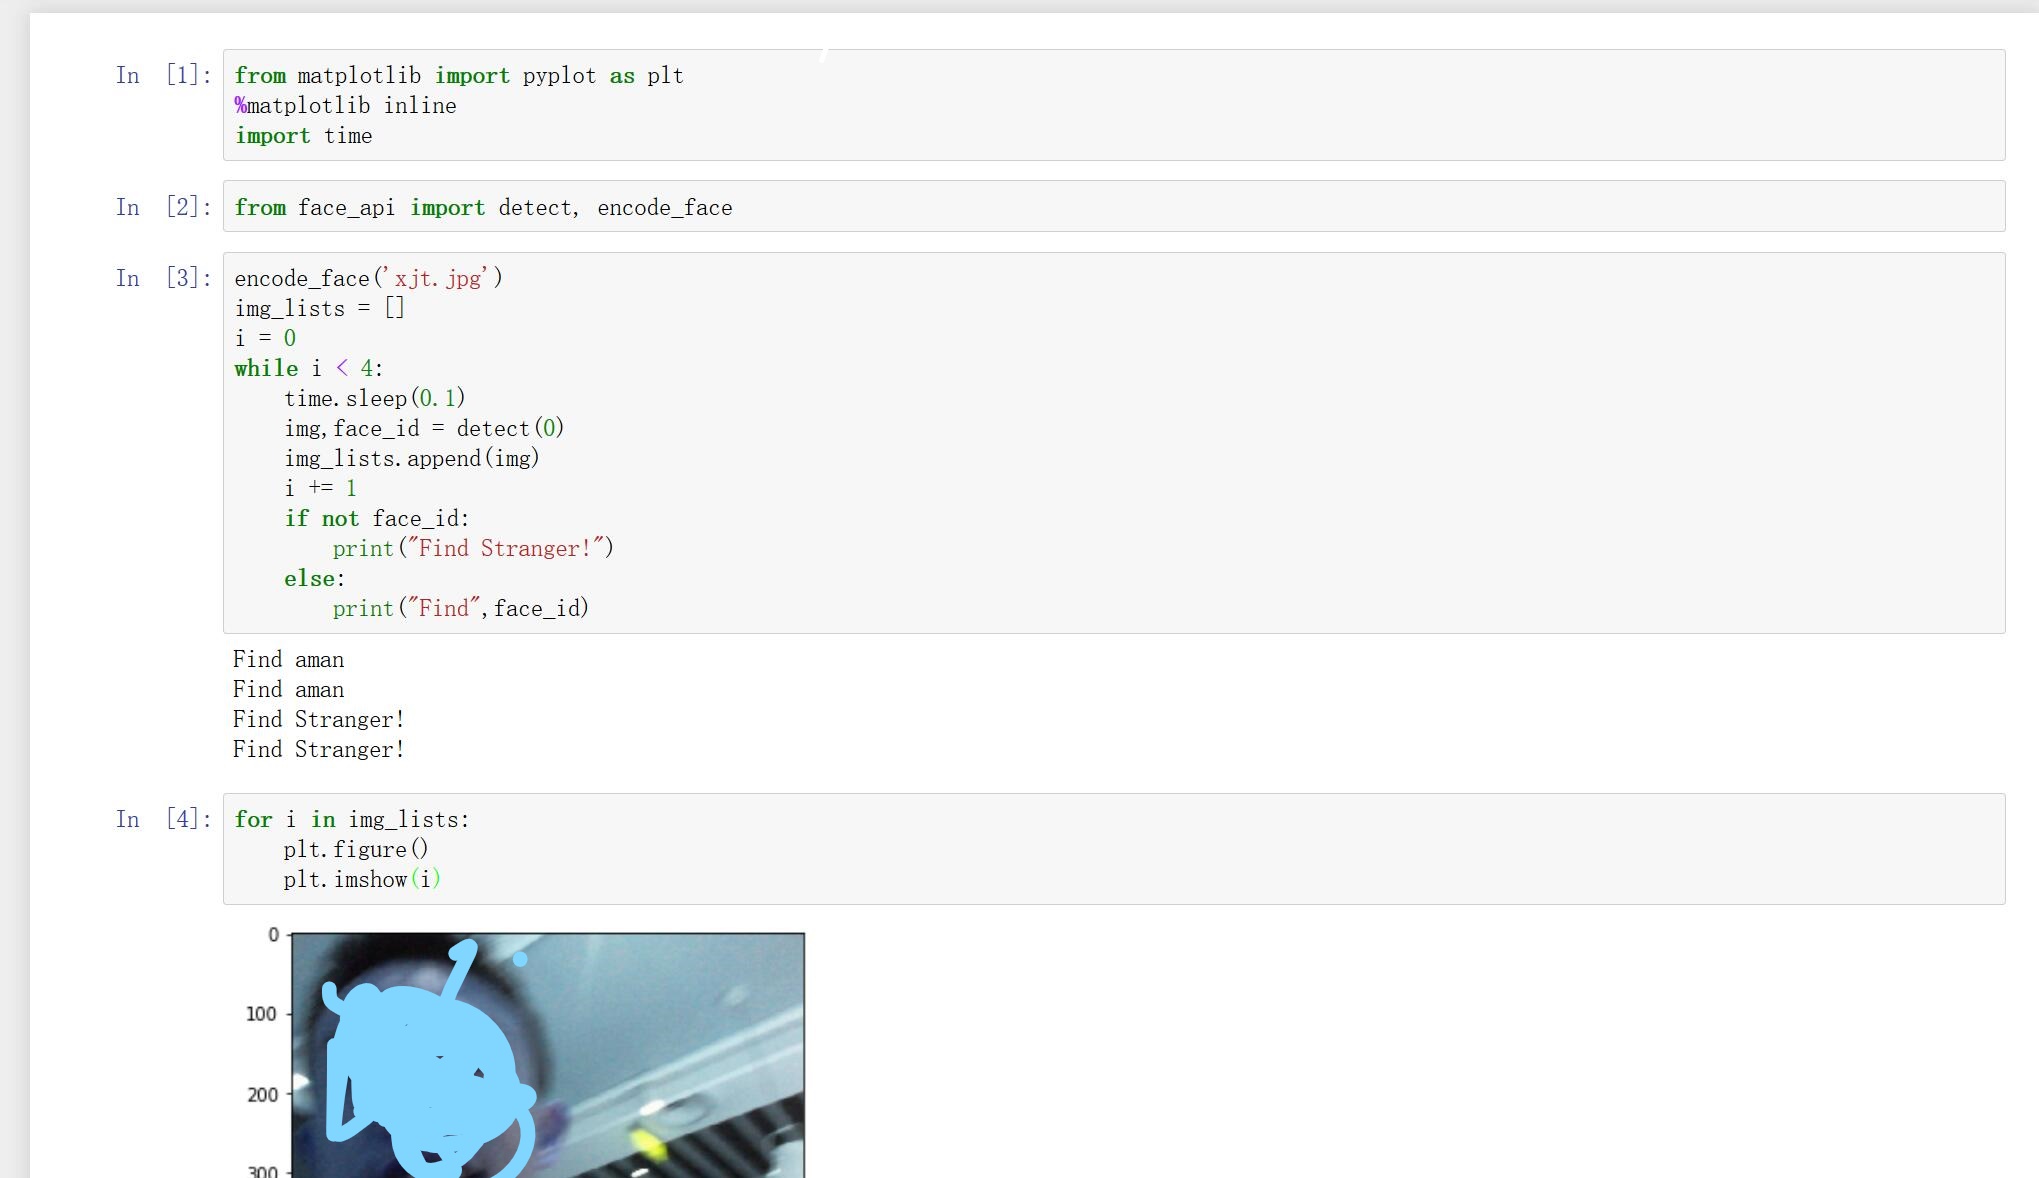 In [1]: from matplotlib import pyplot as plt
%matplotlib inline
import time
In [2]: from face_api import detect, encode_face
In [3]: encode_face('xjt.jpg')
img_lists = []
i = 0
while i < 4:
    time.sleep(0.1)
    img,face_id = detect(0)
    img_lists.append(img)
    i += 1
    if not face_id:
        print("Find Stranger!")
    else:
        print("Find",face_id)
Find aman
Find aman
Find Stranger!
Find Stranger!
In [4]: for i in img_lists:
    plt.figure()
    plt.imshow(i)
0
100
200
300